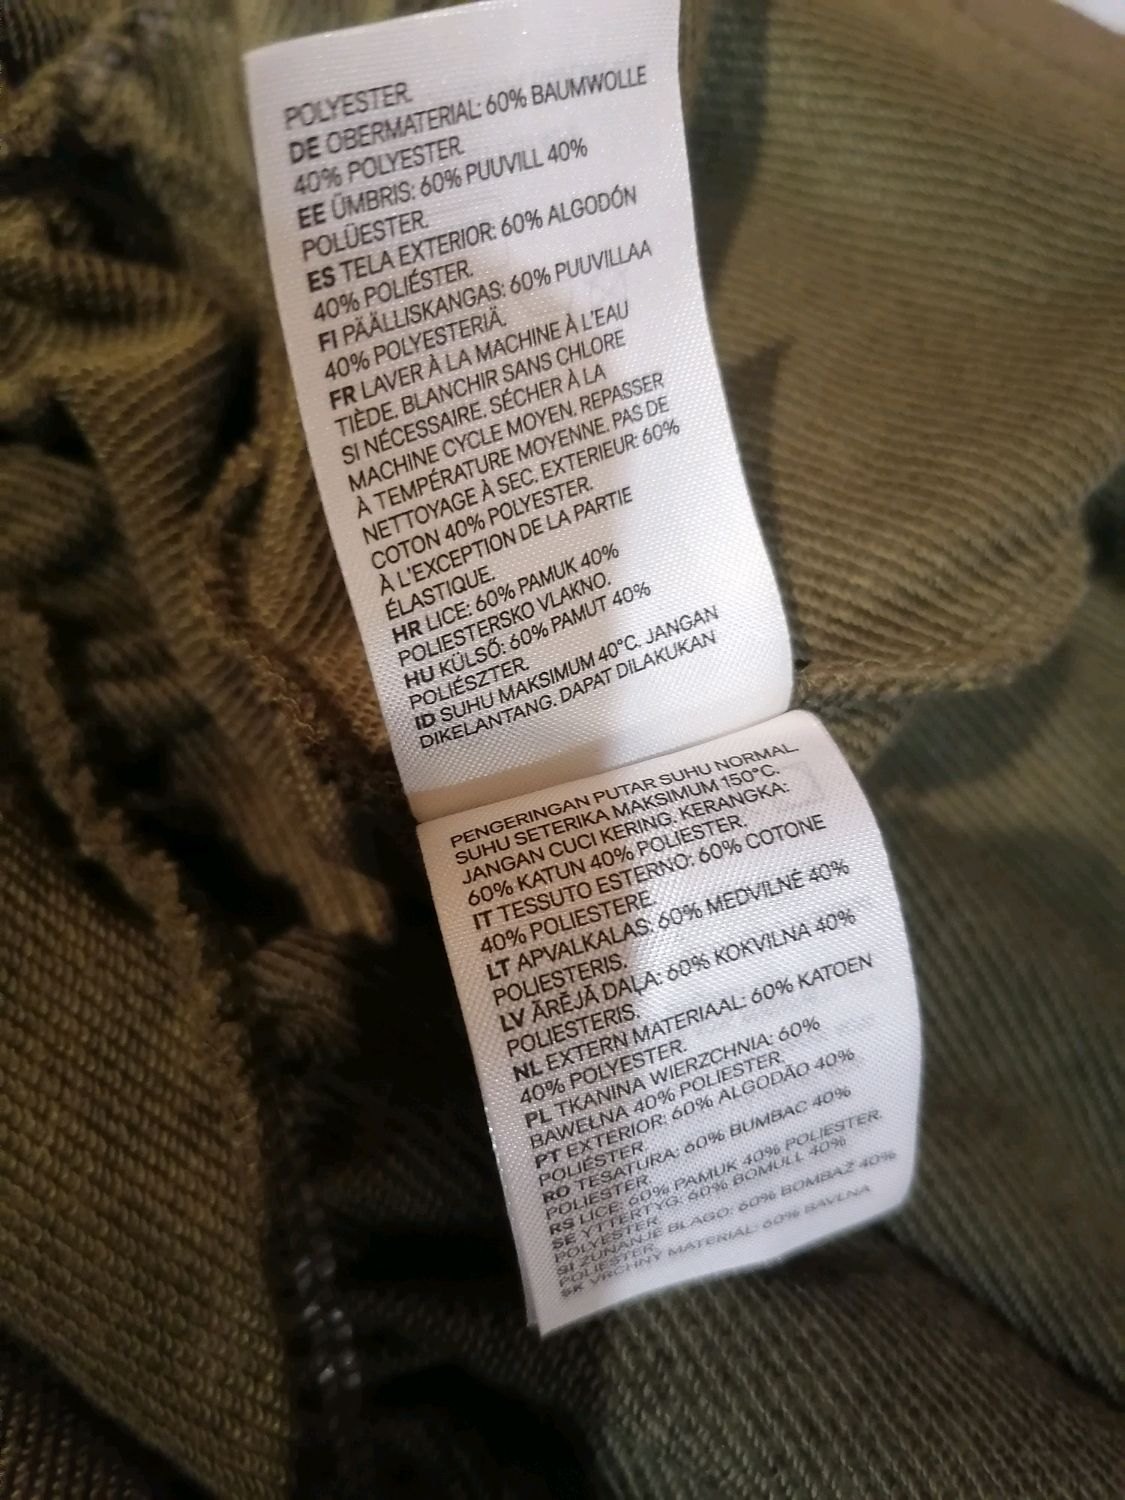 POLYESTER.
DE OBERMATERIAL: 60% BAUMWOLLE
40% POLYESTER.
EE ÜMBRIS: 60% PUUVILL 40%
POLÜESTER.
ES TELA EXTERIOR: 60% ALGODÓN
40% POLIÉSTER.
FI PÄÄLLISKANGAS: 60% PUUVILLAA
40% POLYESTERIÄ.
FR LAVER À LA MACHINE À L'EAU
TIÈDE. BLANCHIR SANS CHLORE
SI NÉCESSAIRE. SÉCHER À LA
MACHINE CYCLE MOYEN. REPASSER
À TEMPÉRATURE MOYENNE. PAS DE
NETTOYAGE À SEC. EXTERIEUR: 60%
COTON 40% POLYESTER.
À L'EXCEPTION DE LA PARTIE
ÉLASTIQUE.
HR LICE: 60% PAMUK 40%
POLIESTERSKO VLAKNO.
HU KÜLSŐ: 60% PAMUT 40%
POLIÉSZTER.
ID SUHU MAKSIMUM 40°C. JANGAN
DIKELANTANG. DAPAT DILAKUKAN
PENGERINGAN PUTAR SUHU NORMAL.
SUHU SETERIKA MAKSIMUM 150°C.
JANGAN CUCI KERING. KERANGKA:
60% KATUN 40% POLIESTER.
IT TESSUTO ESTERNO: 60% COTONE
40% POLIESTERE.
LT APVALKALAS: 60% MEDVILNĖ 40%
POLIESTERIS.
LV ĀRĒJĀ DAĻA: 60% KOKVILNA 40%
POLIESTERIS.
NL EXTERN MATERIAAL: 60% KATOEN
40% POLYESTER.
PL TKANINA WIERZCHNIA: 60%
BAWEŁNA 40% POLIESTER.
PT EXTERIOR: 60% ALGODÃO 40%
POLIÉSTER.
RO TESATURA: 60% BUMBAC 40%
POLIESTER.
RS LICE: 60% PAMUK 40% POLIESTER.
SE YTTERTYG: 60% BOMULL 40%
POLYESTER.
SI ZUNANJE BLAGO: 60% BOMBAŽ 40%
POLIESTER.
SK VRCHNÝ MATERIÁL: 60% BAVLNA